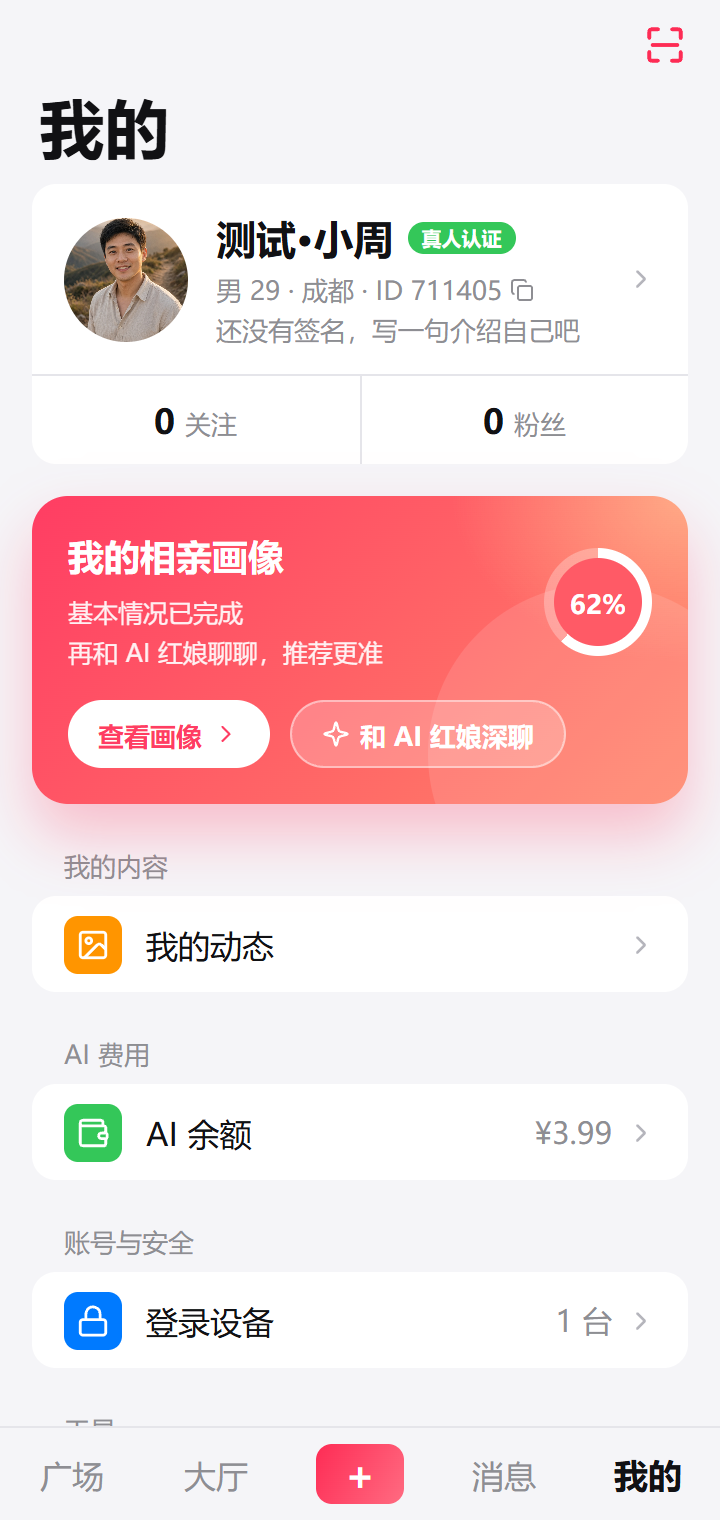 我的
测试·小周 真人认证
男 29 · 成都 · ID 711405
还没有签名，写一句介绍自己吧
0 关注 0 粉丝
我的相亲画像
基本情况已完成
再和 AI 红娘聊聊，推荐更准
62%
查看画像 和 AI 红娘深聊
我的内容
我的动态
AI 费用
AI 余额 ¥3.99
账号与安全
登录设备 1 台
广场 大厅 + 消息 我的